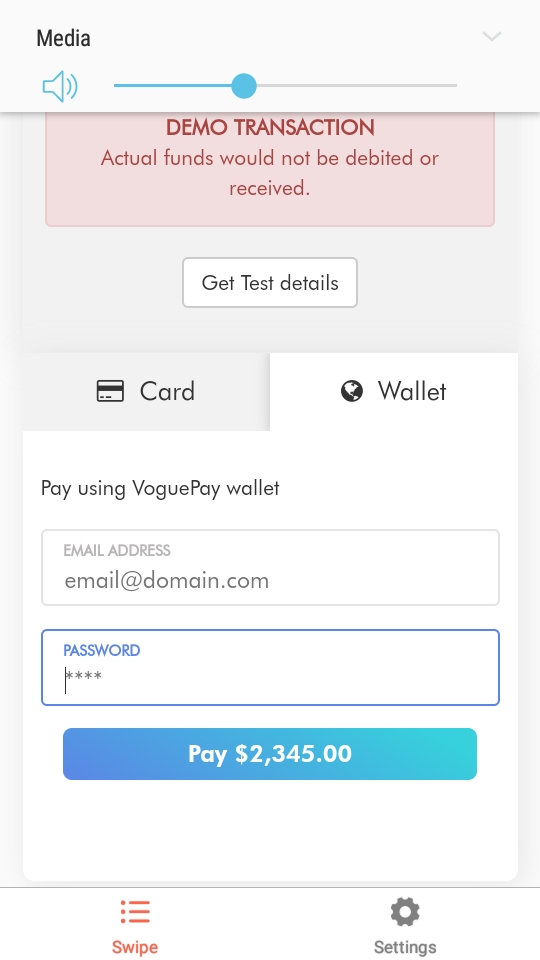 Media
DEMO TRANSACTION
Actual funds would not be debited or
received.
Get Test details
Card
Wallet
Pay using VoguePay wallet
EMAIL ADDRESS
email@domain.com
PASSWORD
****
Pay $2,345.00
Swipe
Settings